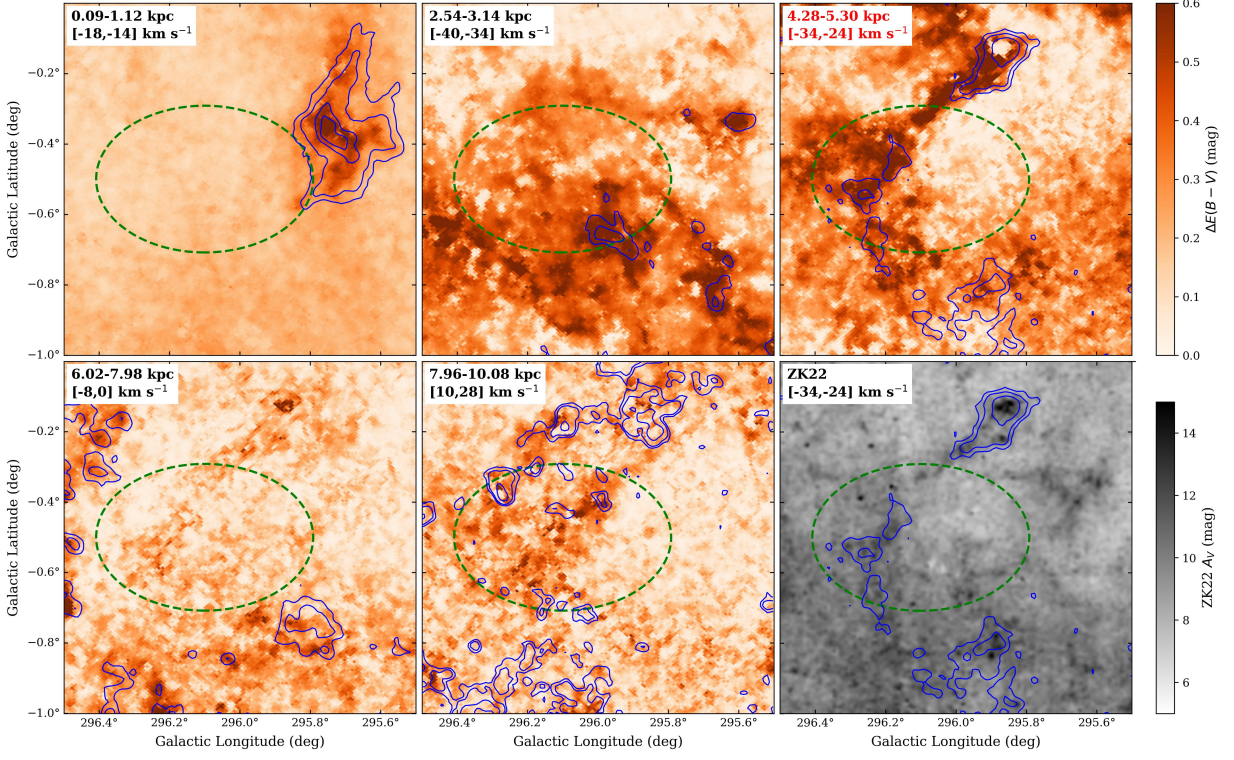 0.09-1.12 kpc
[-18,-14] km s⁻¹
2.54-3.14 kpc
[-40,-34] km s⁻¹
4.28-5.30 kpc
[-34,-24] km s⁻¹
0.6
0.5
0.4
0.3
0.2
0.1
0.0
ΔE(B − V) (mag)
−0.2°
−0.4°
−0.6°
−0.8°
−1.0°
Galactic Latitude (deg)
6.02-7.98 kpc
[-8,0] km s⁻¹
7.96-10.08 kpc
[10,28] km s⁻¹
ZK22
[-34,-24] km s⁻¹
14
12
10
8
6
ZK22 A_V (mag)
−0.2°
−0.4°
−0.6°
−0.8°
−1.0°
Galactic Latitude (deg)
296.4° 296.2° 296.0° 295.8° 295.6°
296.4° 296.2° 296.0° 295.8° 295.6°
296.4° 296.2° 296.0° 295.8° 295.6°
Galactic Longitude (deg)
Galactic Longitude (deg)
Galactic Longitude (deg)